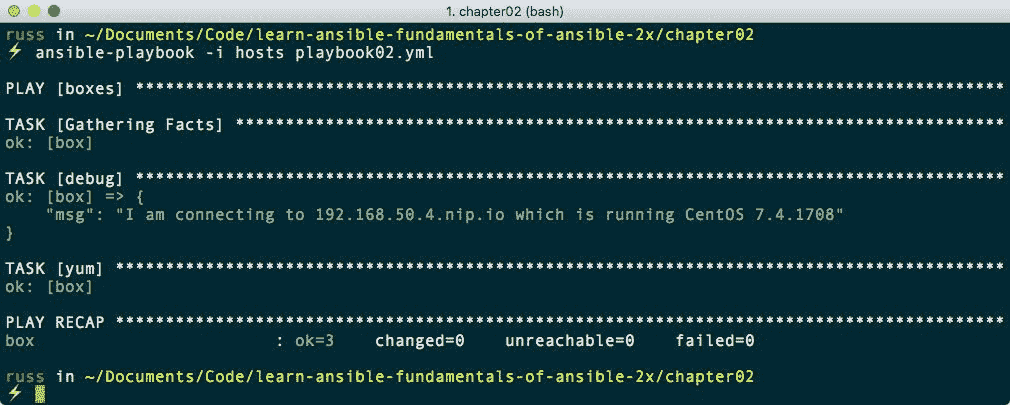 1. chapter02 (bash)
russ in ~/Documents/Code/learn-ansible-fundamentals-of-ansible-2x/chapter02
⚡ ansible-playbook -i hosts playbook02.yml
PLAY [boxes] ***************************************************************************************
TASK [Gathering Facts] *****************************************************************************
ok: [box]
TASK [debug] ***************************************************************************************
ok: [box] => {
    "msg": "I am connecting to 192.168.50.4.nip.io which is running CentOS 7.4.1708"
}
TASK [yum] *****************************************************************************************
ok: [box]
PLAY RECAP *****************************************************************************************
box                        : ok=3    changed=0    unreachable=0    failed=0
russ in ~/Documents/Code/learn-ansible-fundamentals-of-ansible-2x/chapter02
⚡